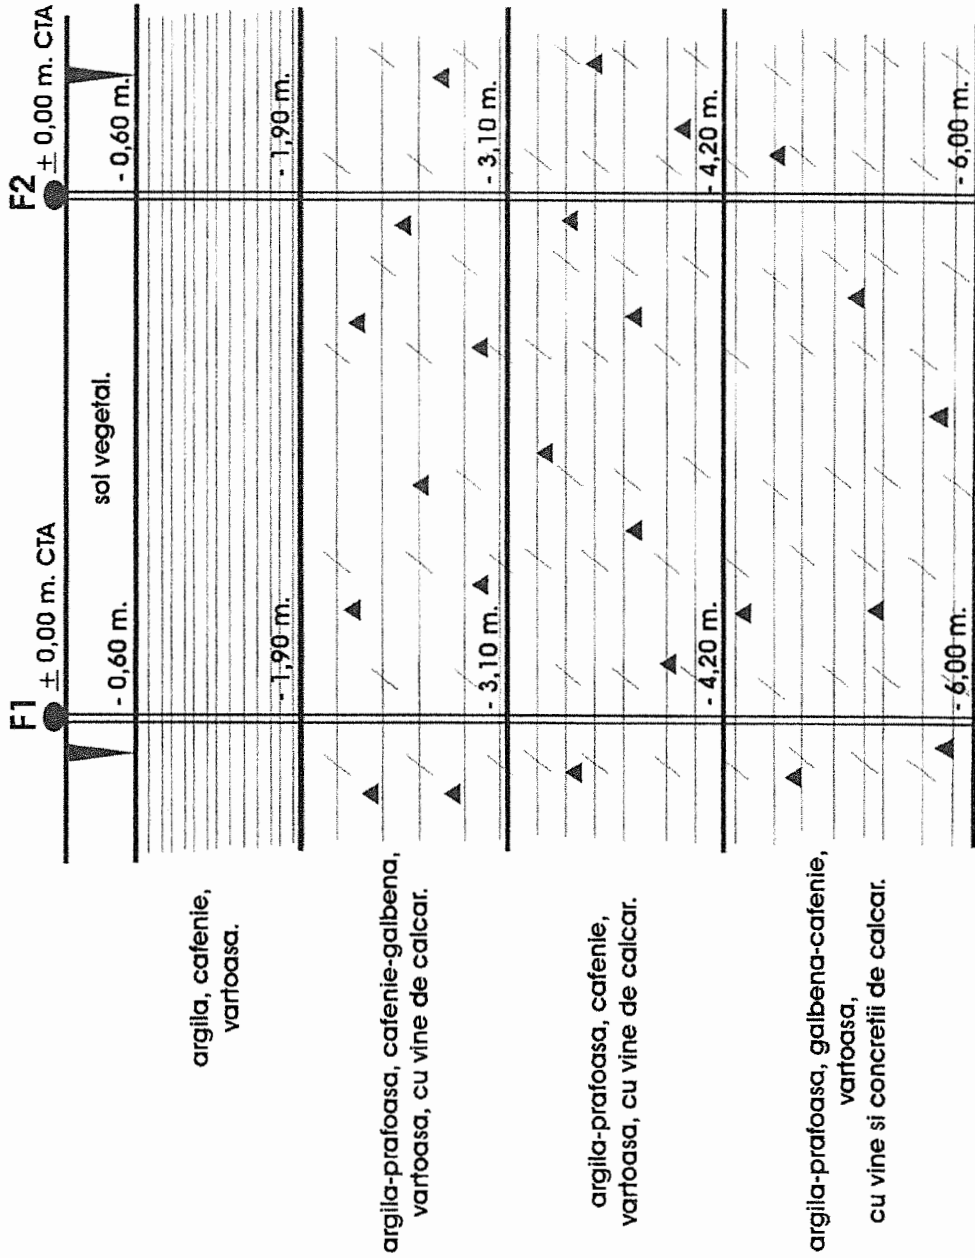 F1
± 0,00 m. CTA
F2
± 0,00 m. CTA
- 0,60 m.
sol vegetal.
- 0,60 m.
argila, cafenie,
vartoasa.
- 1,90 m.
- 1,90 m.
argila-prafoasa, cafenie-galbena,
vartoasa, cu vine de calcar.
- 3,10 m.
- 3,10 m.
argila-prafoasa, cafenie,
vartoasa, cu vine de calcar.
- 4,20 m.
- 4,20 m.
argila-prafoasa, galbena-cafenie,
vartoasa,
cu vine si concretii de calcar.
- 6,00 m.
- 6,00 m.